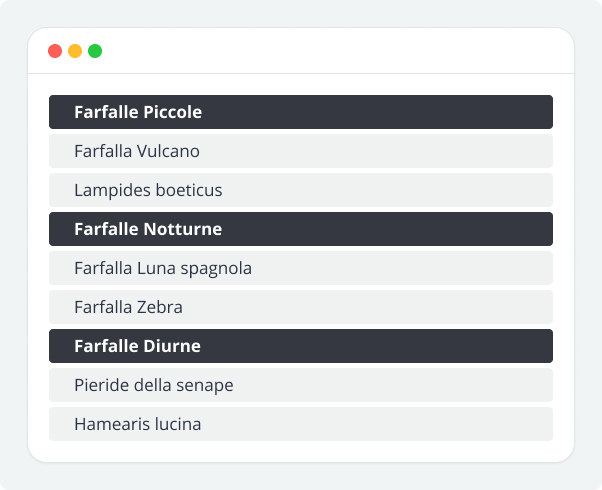 Farfalle Piccole
Farfalla Vulcano
Lampides boeticus
Farfalle Notturne
Farfalla Luna spagnola
Farfalla Zebra
Farfalle Diurne
Pieride della senape
Hamearis lucina